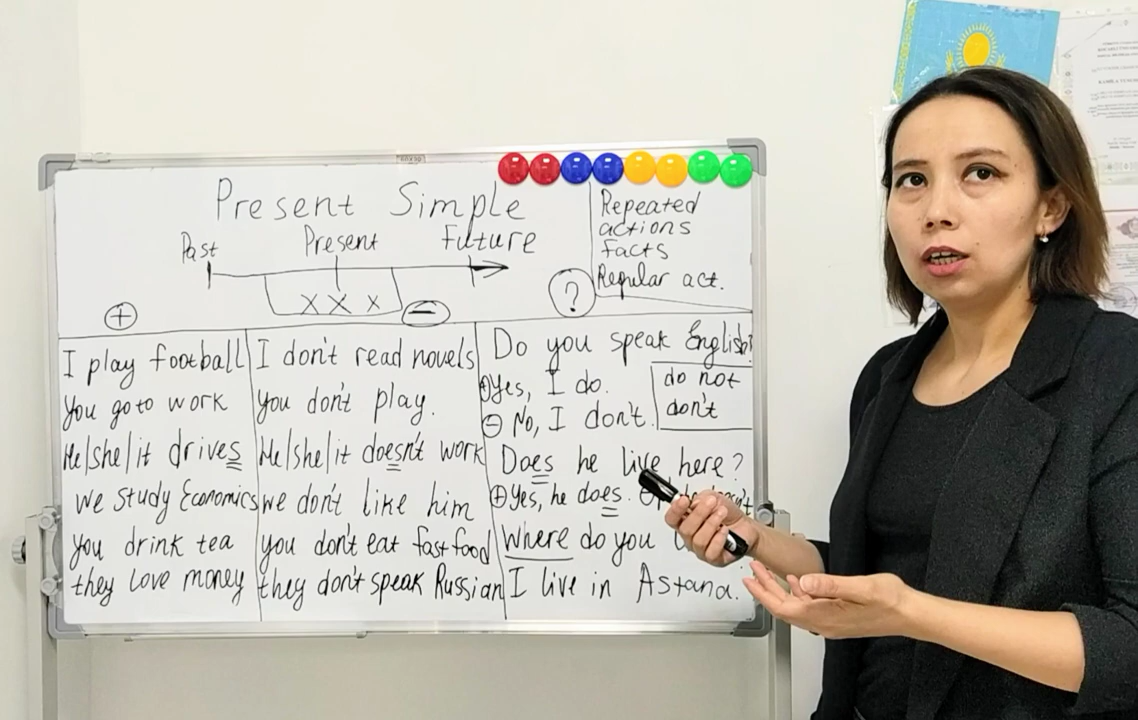 Present Simple
Past Present Future
x x x
Repeated
actions
facts
Regular act.
+
I play football
You go to work
He/she/it drives
we study Economics
you drink tea
they love money
−
I don't read novels
you don't play.
He/she/it doesn't work
we don't like him
you don't eat fast food
they don't speak Russian
?
Do you speak English?
+ Yes, I do.
− No, I don't.
do not
don't
Does he live here?
+ Yes, he does.
Where do you
I live in Astana.